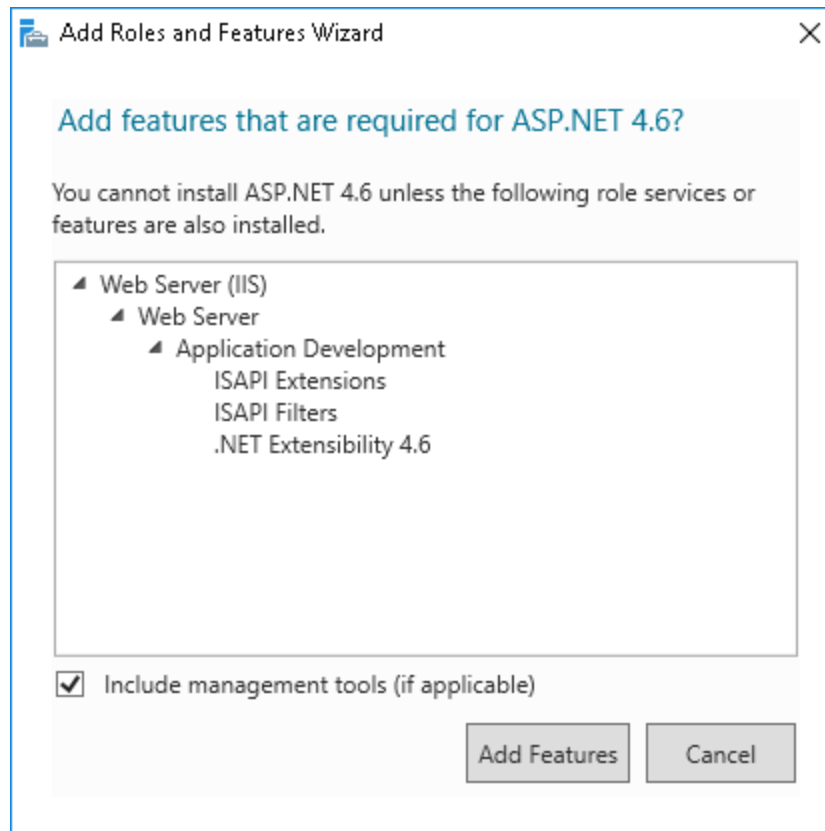 Add Roles and Features Wizard
Add features that are required for ASP.NET 4.6?
You cannot install ASP.NET 4.6 unless the following role services or
features are also installed.
Web Server (IIS)
Web Server
Application Development
ISAPI Extensions
ISAPI Filters
.NET Extensibility 4.6
Include management tools (if applicable)
Add Features
Cancel